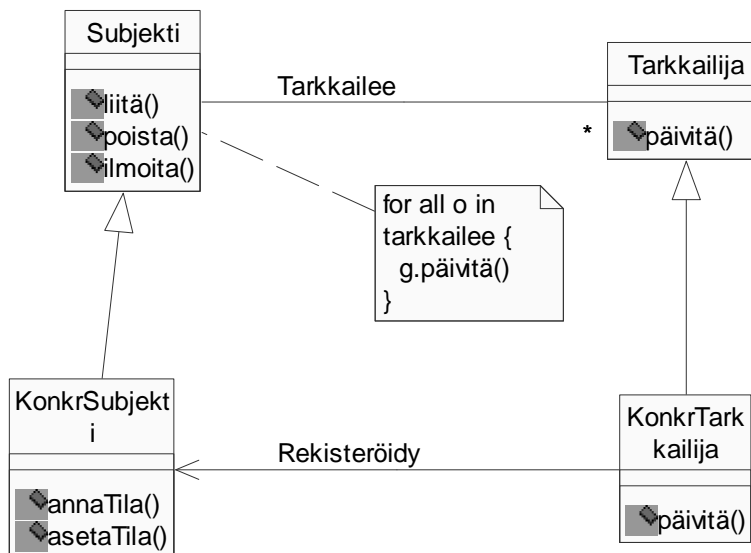 Subjekti
liitä()
poista()
ilmoita()
Tarkkailee
Tarkkailija
*
päivitä()
for all o in
tarkkailee {
g.päivitä()
}
KonkrSubjekt
i
annaTila()
asetaTila()
Rekisteröidy
KonkrTark
kailija
päivitä()